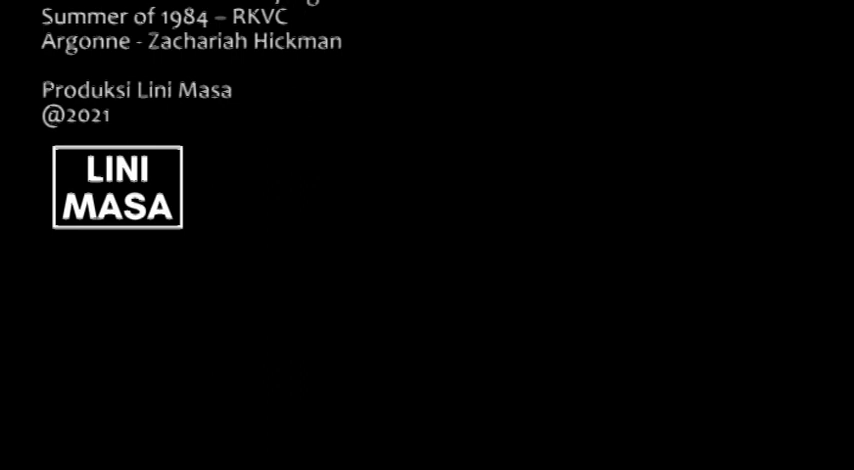 Summer of 1984 – RKVC
Argonne - Zachariah Hickman
Produksi Lini Masa
@2021
LINI
MASA